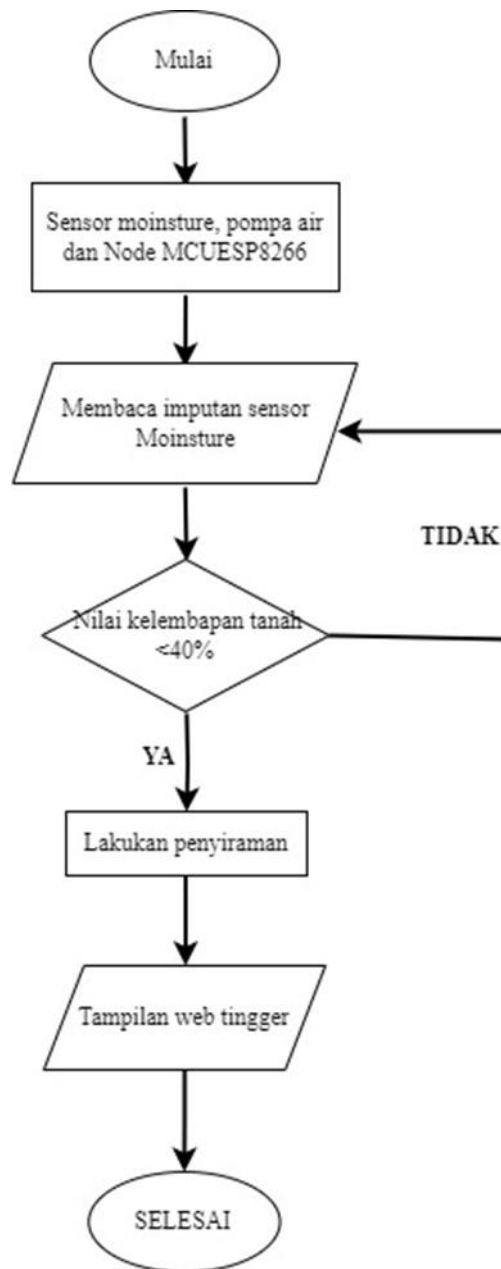 Mulai
Sensor moinsture, pompa air
dan Node MCUESP8266
Membaca imputan sensor
Moinsture
TIDAK
Nilai kelembapan tanah
<40%
YA
Lakukan penyiraman
Tampilan web tingger
SELESAI